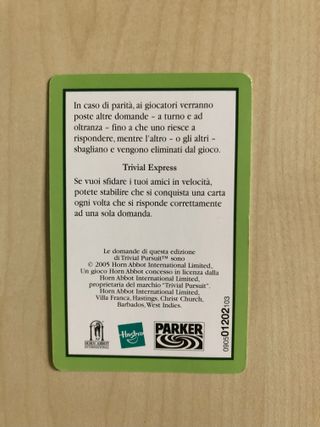 In caso di parità, ai giocatori verranno
poste altre domande – a turno e ad
oltranza – fino a che uno riesce a
rispondere, mentre l'altro – o gli altri –
sbagliano e vengono eliminati dal gioco.
Trivial Express
Se vuoi sfidare i tuoi amici in velocità,
potete stabilire che si conquista una carta
ogni volta che si risponde correttamente
ad una sola domanda.
Le domande di questa edizione
di Trivial Pursuit™ sono
© 2005 Horn Abbot International Limited.
Un gioco Horn Abbot concesso in licenza dalla
Horn Abbot International Limited,
proprietaria del marchio "Trivial Pursuit".
Villa Franca, Hastings, Christ Church,
Barbados, West Indies.
HORN ABBOT
INTERNATIONAL
Hasbro
PARKER
090501202103